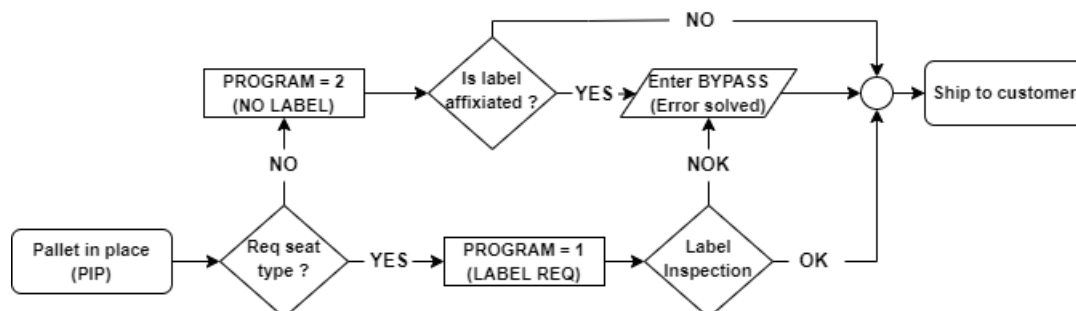 NO
PROGRAM = 2
(NO LABEL)
Is label
affixiated ?
YES
Enter BYPASS
(Error solved)
Ship to customer
NO
NOK
Pallet in place
(PIP)
Req seat
type ?
YES
PROGRAM = 1
(LABEL REQ)
Label
Inspection
OK